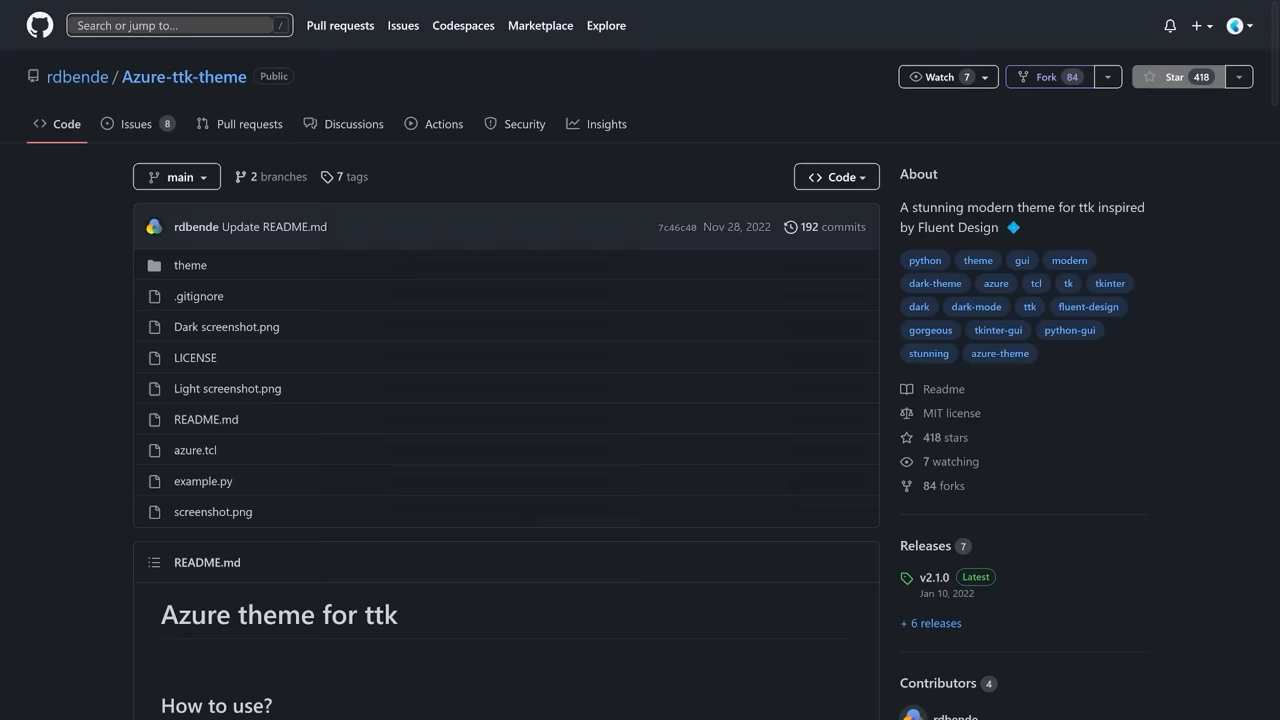 Search or jump to... /
Pull requests Issues Codespaces Marketplace Explore
rdbende / Azure-ttk-theme Public
Watch 7 Fork 84 Star 418
Code Issues 8 Pull requests Discussions Actions Security Insights
main 2 branches 7 tags Code
rdbende Update README.md 7c46c40 Nov 28, 2022 192 commits
theme
.gitignore
Dark screenshot.png
LICENSE
Light screenshot.png
README.md
azure.tcl
example.py
screenshot.png
README.md
Azure theme for ttk
How to use?
About
A stunning modern theme for ttk inspired
by Fluent Design
python theme gui modern
dark-theme azure tcl tk tkinter
dark dark-mode ttk fluent-design
gorgeous tkinter-gui python-gui
stunning azure-theme
Readme
MIT license
418 stars
7 watching
84 forks
Releases 7
v2.1.0 Latest
Jan 10, 2022
+ 6 releases
Contributors 4
rdbende